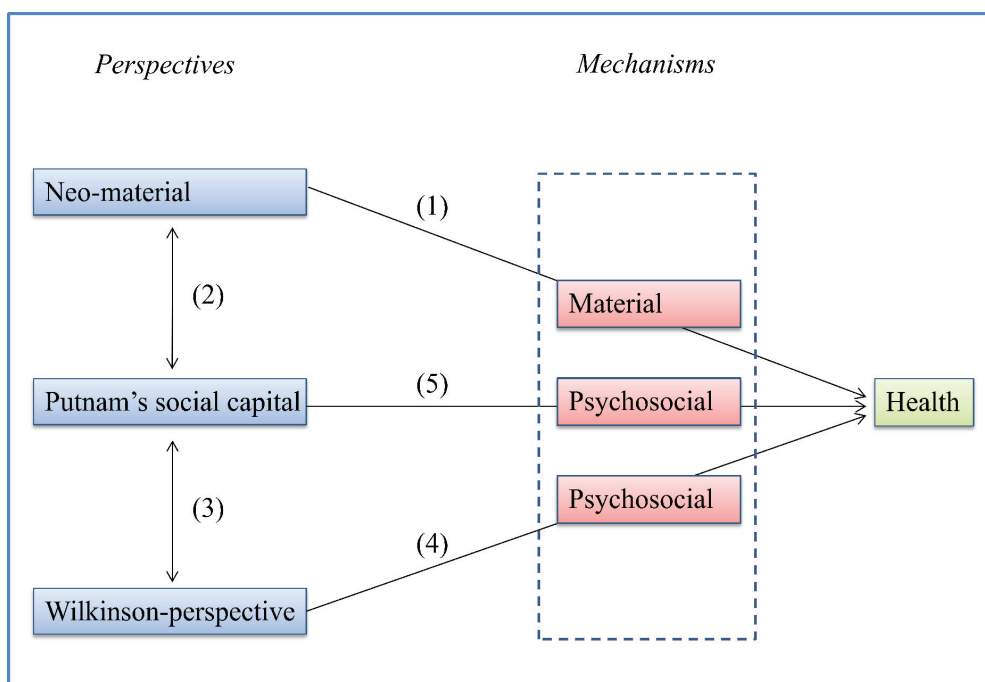 Perspectives
Mechanisms
Neo-material
(1)
(2)
Material
Putnam's social capital
(5)
Psychosocial
Health
Psychosocial
(3)
(4)
Wilkinson-perspective